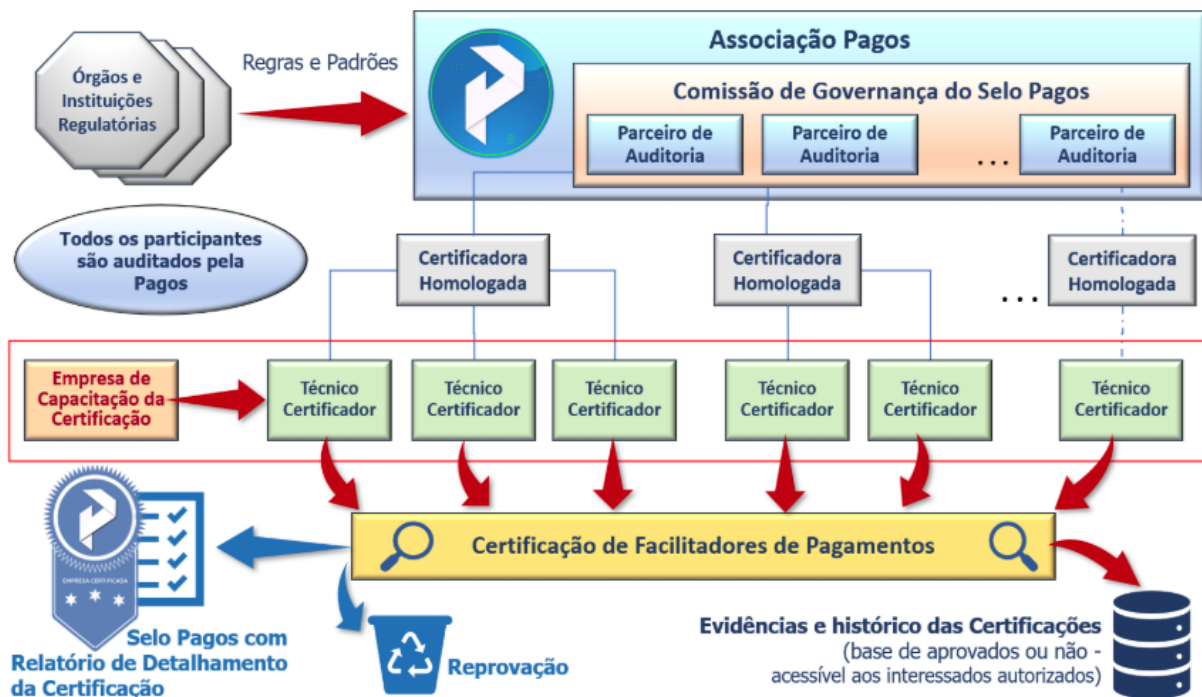 Órgãos e
Instituições
Regulatórias
Regras e Padrões
Associação Pagos
Comissão de Governança do Selo Pagos
Parceiro de
Auditoria
Parceiro de
Auditoria
...
Parceiro de
Auditoria
Todos os participantes
são auditados pela
Pagos
Certificadora
Homologada
Certificadora
Homologada
...
Certificadora
Homologada
Empresa de
Capacitação da
Certificação
Técnico
Certificador
Técnico
Certificador
Técnico
Certificador
Técnico
Certificador
Técnico
Certificador
Técnico
Certificador
Certificação de Facilitadores de Pagamentos
EMPRESA CERTIFICADA
Selo Pagos com
Relatório de Detalhamento
da Certificação
Reprovação
Evidências e histórico das Certificações
(base de aprovados ou não -
acessível aos interessados autorizados)